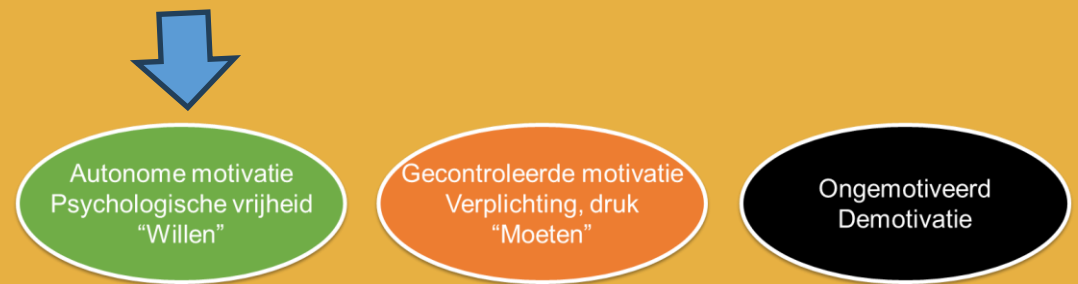 Autonome motivatie
Psychologische vrijheid
“Willen”
Gecontroleerde motivatie
Verplichting, druk
“Moeten”
Ongemotiveerd
Demotivatie